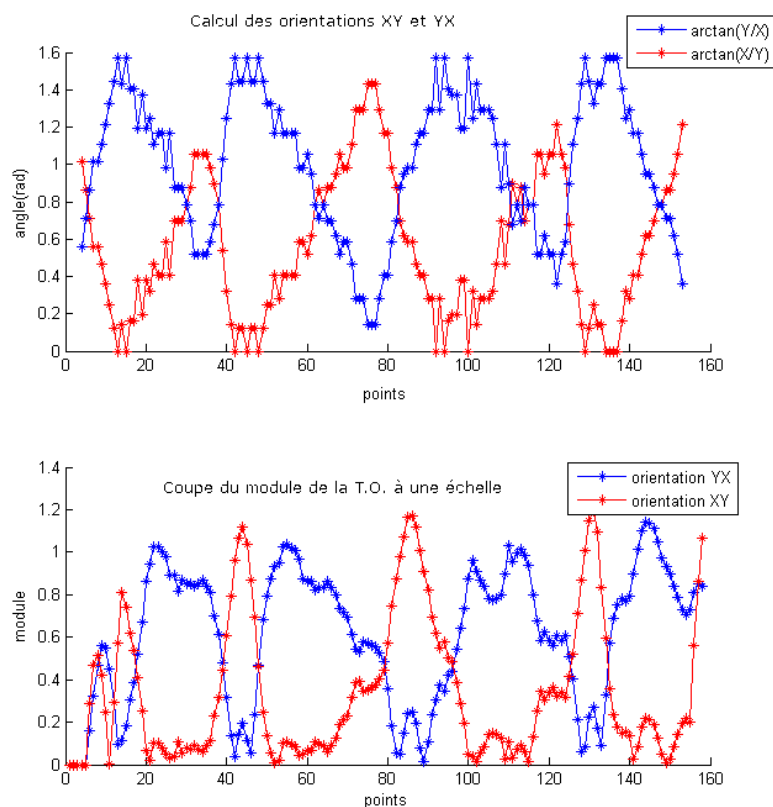 Calcul des orientations XY et YX
arctan(Y/X)
arctan(X/Y)
1.6
1.4
1.2
1
0.8
0.6
0.4
0.2
0
angle(rad)
0 20 40 60 80 100 120 140 160
points
Coupe du module de la T.O. à une échelle
orientation YX
orientation XY
1.4
1.2
1
0.8
0.6
0.4
0.2
0
module
0 20 40 60 80 100 120 140 160
points